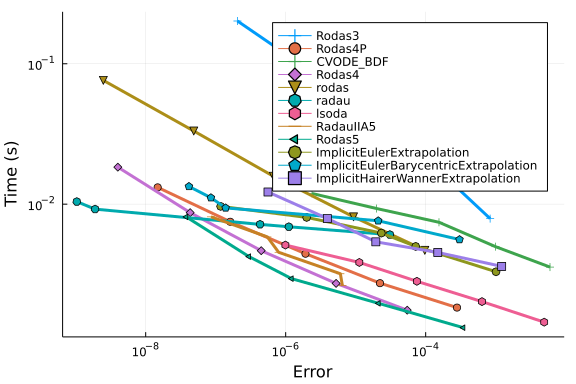 10⁻¹
10⁻²
Time (s)
Rodas3
Rodas4P
CVODE_BDF
Rodas4
rodas
radau
lsoda
RadauIIA5
Rodas5
ImplicitEulerExtrapolation
ImplicitEulerBarycentricExtrapolation
ImplicitHairerWannerExtrapolation
10⁻⁸ 10⁻⁶ 10⁻⁴
Error